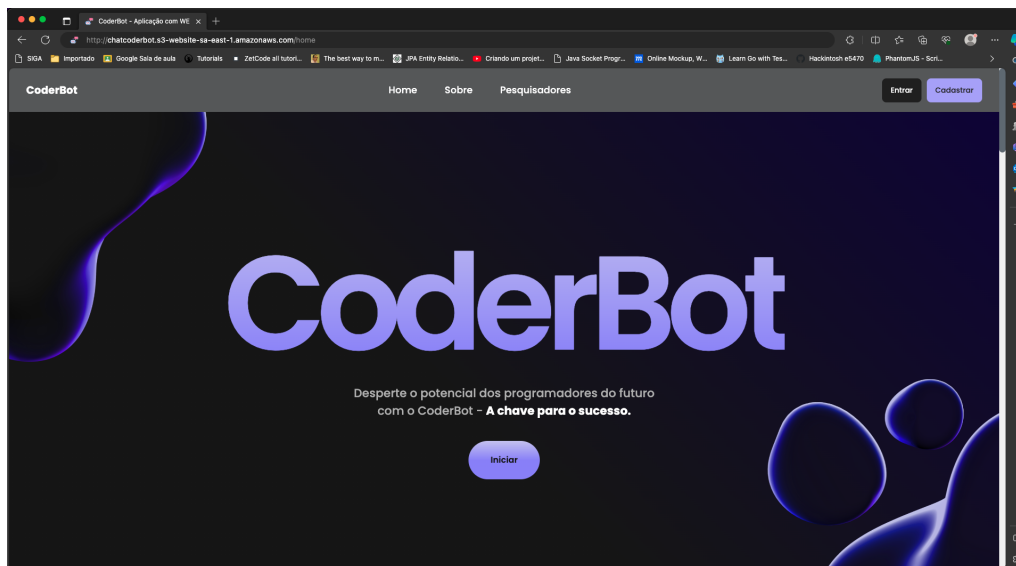 CoderBot - Aplicação com WE
http://chatcoderbot.s3-website-sa-east-1.amazonaws.com/home
SIGA Importado Google Sala de aula Tutorials ZetCode all tutori... The best way to m... JPA Entity Relatio... Criando um projet... Java Socket Progr... Online Mockup, W... Learn Go with Tes... Hackintosh e5470 PhantomJS - Scri...
CoderBot Home Sobre Pesquisadores Entrar Cadastrar
CoderBot
Desperte o potencial dos programadores do futuro
com o CoderBot - A chave para o sucesso.
Iniciar